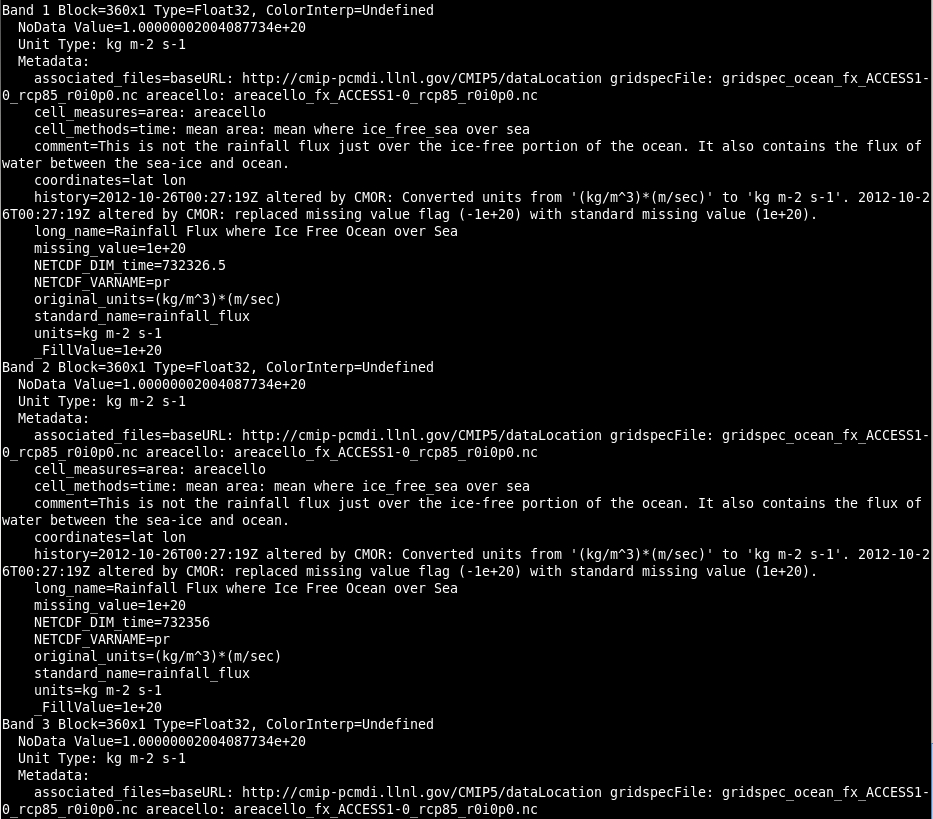 Band 1 Block=360x1 Type=Float32, ColorInterp=Undefined
  NoData Value=1.00000002004087734e+20
  Unit Type: kg m-2 s-1
  Metadata:
    associated_files=baseURL: http://cmip-pcmdi.llnl.gov/CMIP5/dataLocation gridspecFile: gridspec_ocean_fx_ACCESS1-
0_rcp85_r0i0p0.nc areacello: areacello_fx_ACCESS1-0_rcp85_r0i0p0.nc
    cell_measures=area: areacello
    cell_methods=time: mean area: mean where ice_free_sea over sea
    comment=This is not the rainfall flux just over the ice-free portion of the ocean. It also contains the flux of
water between the sea-ice and ocean.
    coordinates=lat lon
    history=2012-10-26T00:27:19Z altered by CMOR: Converted units from '(kg/m^3)*(m/sec)' to 'kg m-2 s-1'. 2012-10-2
6T00:27:19Z altered by CMOR: replaced missing value flag (-1e+20) with standard missing value (1e+20).
    long_name=Rainfall Flux where Ice Free Ocean over Sea
    missing_value=1e+20
    NETCDF_DIM_time=732326.5
    NETCDF_VARNAME=pr
    original_units=(kg/m^3)*(m/sec)
    standard_name=rainfall_flux
    units=kg m-2 s-1
    _FillValue=1e+20
Band 2 Block=360x1 Type=Float32, ColorInterp=Undefined
  NoData Value=1.00000002004087734e+20
  Unit Type: kg m-2 s-1
  Metadata:
    associated_files=baseURL: http://cmip-pcmdi.llnl.gov/CMIP5/dataLocation gridspecFile: gridspec_ocean_fx_ACCESS1-
0_rcp85_r0i0p0.nc areacello: areacello_fx_ACCESS1-0_rcp85_r0i0p0.nc
    cell_measures=area: areacello
    cell_methods=time: mean area: mean where ice_free_sea over sea
    comment=This is not the rainfall flux just over the ice-free portion of the ocean. It also contains the flux of
water between the sea-ice and ocean.
    coordinates=lat lon
    history=2012-10-26T00:27:19Z altered by CMOR: Converted units from '(kg/m^3)*(m/sec)' to 'kg m-2 s-1'. 2012-10-2
6T00:27:19Z altered by CMOR: replaced missing value flag (-1e+20) with standard missing value (1e+20).
    long_name=Rainfall Flux where Ice Free Ocean over Sea
    missing_value=1e+20
    NETCDF_DIM_time=732356
    NETCDF_VARNAME=pr
    original_units=(kg/m^3)*(m/sec)
    standard_name=rainfall_flux
    units=kg m-2 s-1
    _FillValue=1e+20
Band 3 Block=360x1 Type=Float32, ColorInterp=Undefined
  NoData Value=1.00000002004087734e+20
  Unit Type: kg m-2 s-1
  Metadata:
    associated_files=baseURL: http://cmip-pcmdi.llnl.gov/CMIP5/dataLocation gridspecFile: gridspec_ocean_fx_ACCESS1-
0_rcp85_r0i0p0.nc areacello: areacello_fx_ACCESS1-0_rcp85_r0i0p0.nc